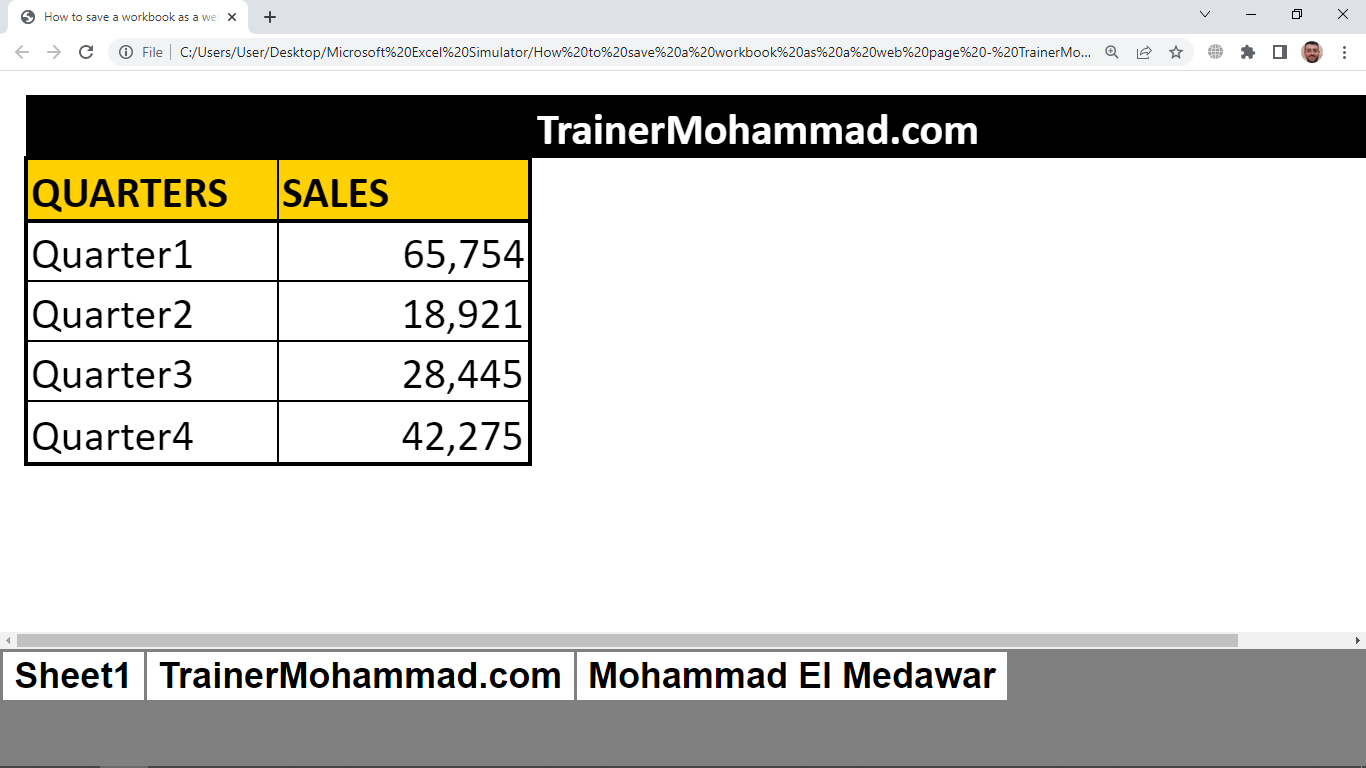 How to save a workbook as a we
File
C:/Users/User/Desktop/Microsoft%20Excel%20Simulator/How%20to%20save%20a%20workbook%20as%20a%20web%20page%20-%20TrainerMo...
TrainerMohammad.com
QUARTERS SALES
Quarter1 65,754
Quarter2 18,921
Quarter3 28,445
Quarter4 42,275
Sheet1 TrainerMohammad.com Mohammad El Medawar